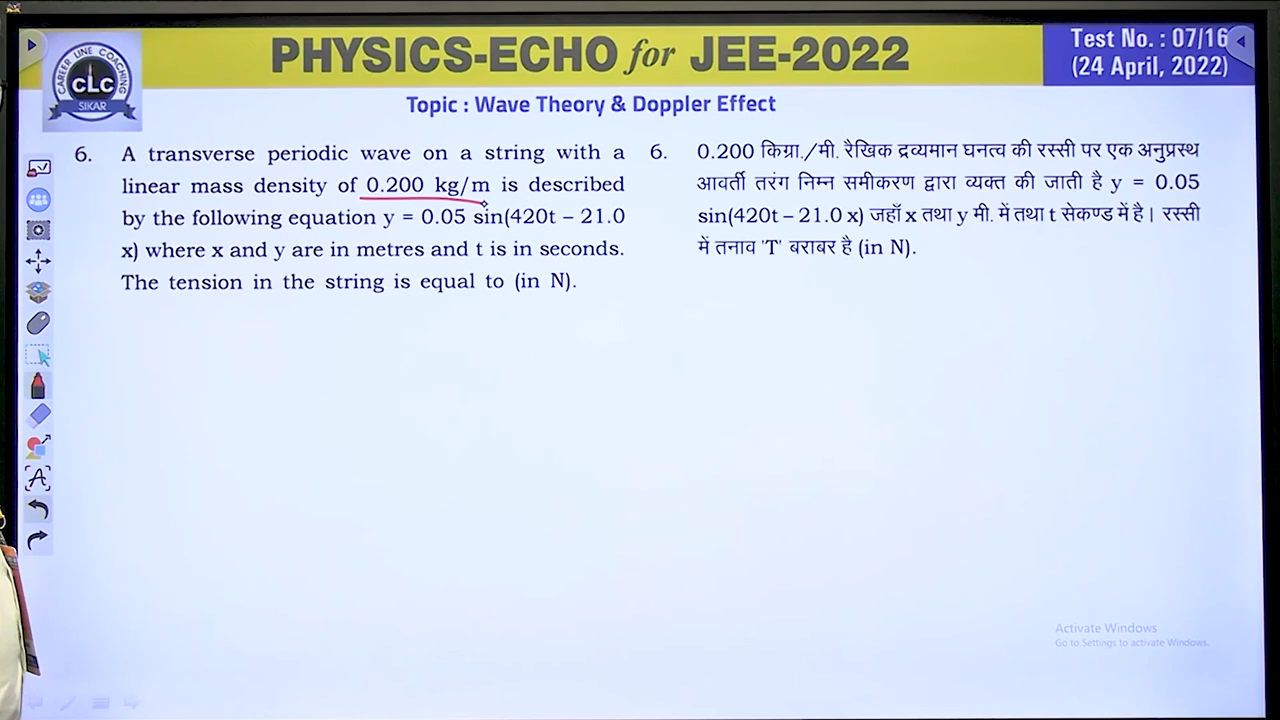 PHYSICS-ECHO for JEE-2022
Test No. : 07/16
(24 April, 2022)
CAREER LINE COACHING
CLC
SIKAR
Topic : Wave Theory & Doppler Effect
6. A transverse periodic wave on a string with a
linear mass density of 0.200 kg/m is described
by the following equation y = 0.05 sin(420t – 21.0
x) where x and y are in metres and t is in seconds.
The tension in the string is equal to (in N).
6. 0.200 किग्रा./मी. रैखिक द्रव्यमान घनत्व की रस्सी पर एक अनुप्रस्थ
आवर्ती तरंग निम्न समीकरण द्वारा व्यक्त की जाती है y = 0.05
sin(420t – 21.0 x) जहाँ x तथा y मी. में तथा t सेकण्ड में है। रस्सी
में तनाव 'T' बराबर है (in N).
A
Activate Windows
Go to Settings to activate Windows.